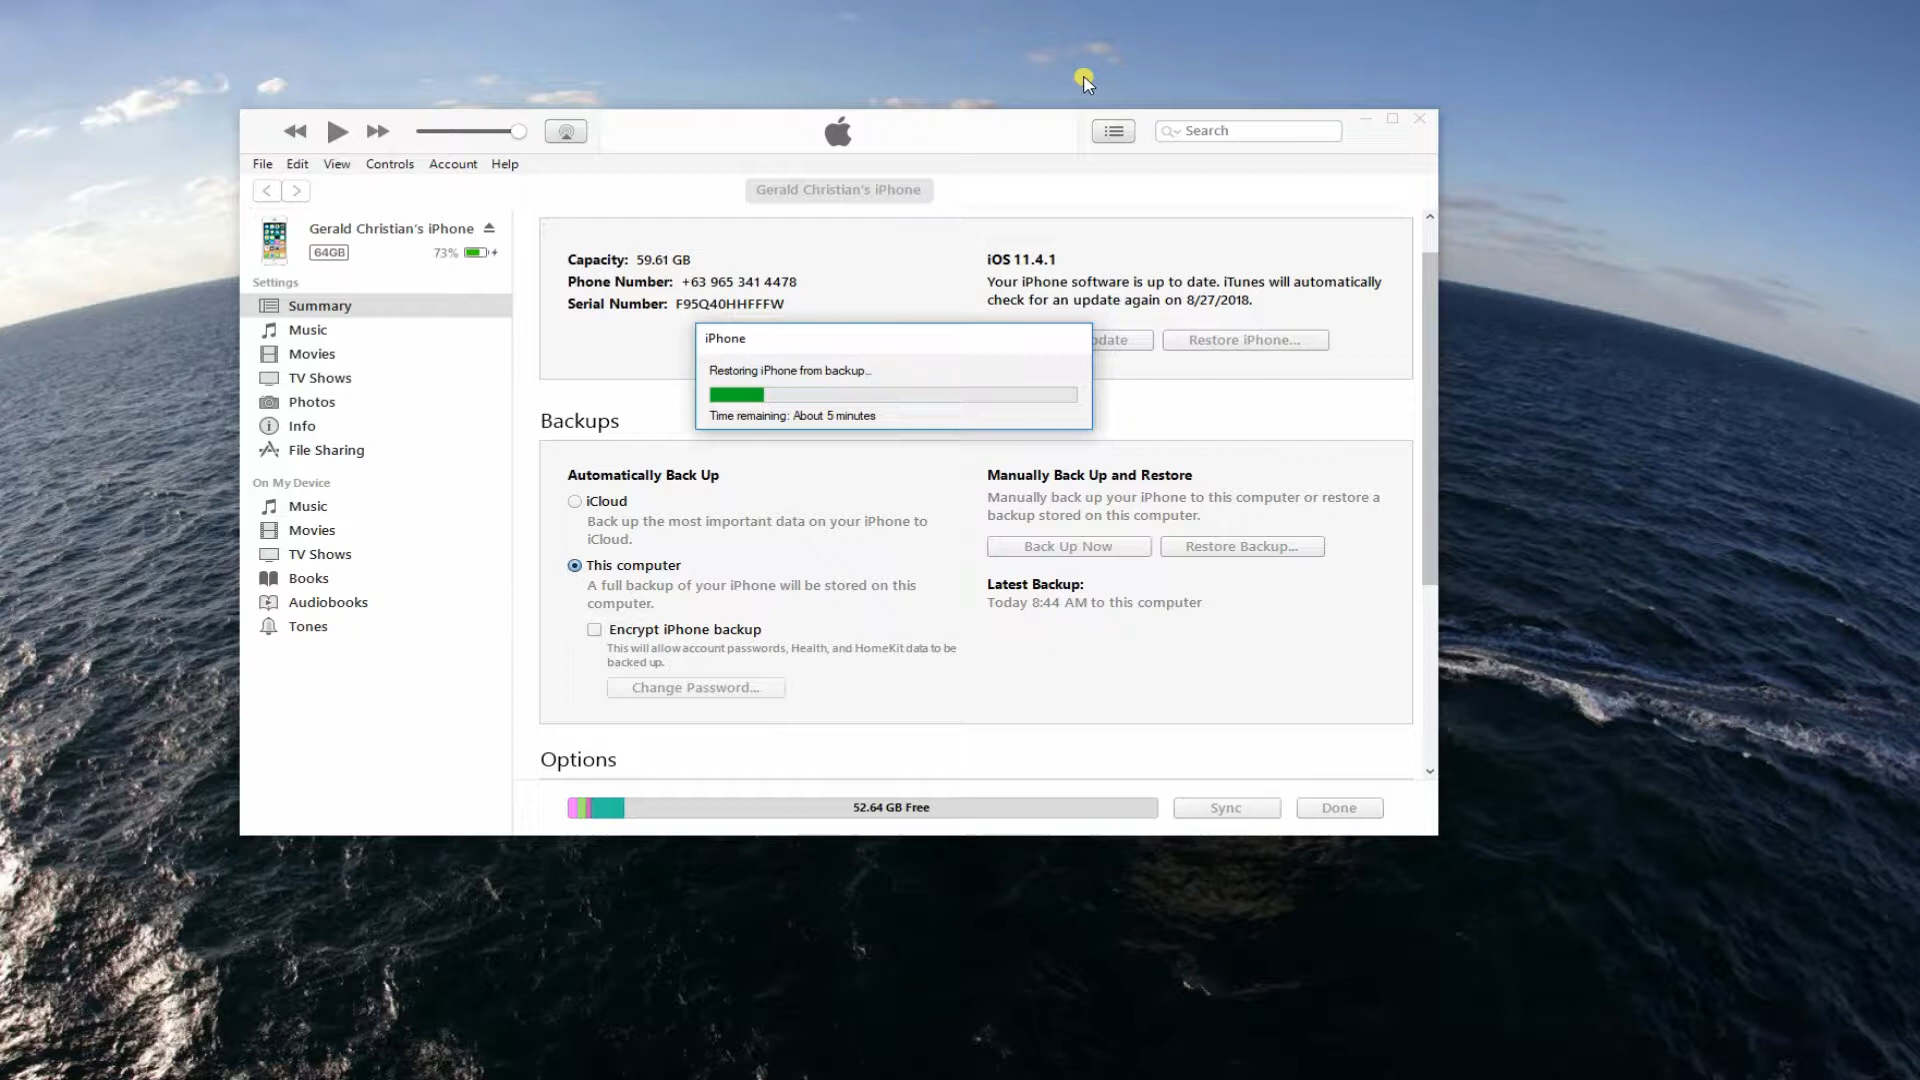 Search
File Edit View Controls Account Help
Gerald Christian's iPhone
Gerald Christian's iPhone
64GB 73%
Settings
Summary
Music
Movies
TV Shows
Photos
Info
File Sharing
On My Device
Music
Movies
TV Shows
Books
Audiobooks
Tones
Capacity: 59.61 GB
Phone Number: +63 965 341 4478
Serial Number: F95Q40HHFFFW
iOS 11.4.1
Your iPhone software is up to date. iTunes will automatically
check for an update again on 8/27/2018.
Restore iPhone...
iPhone
Restoring iPhone from backup...
Time remaining: About 5 minutes
Backups
Automatically Back Up
iCloud
Back up the most important data on your iPhone to
iCloud.
This computer
A full backup of your iPhone will be stored on this
computer.
Encrypt iPhone backup
This will allow account passwords, Health, and HomeKit data to be
backed up.
Change Password...
Manually Back Up and Restore
Manually back up your iPhone to this computer or restore a
backup stored on this computer.
Back Up Now Restore Backup...
Latest Backup:
Today 8:44 AM to this computer
Options
52.64 GB Free
Sync Done